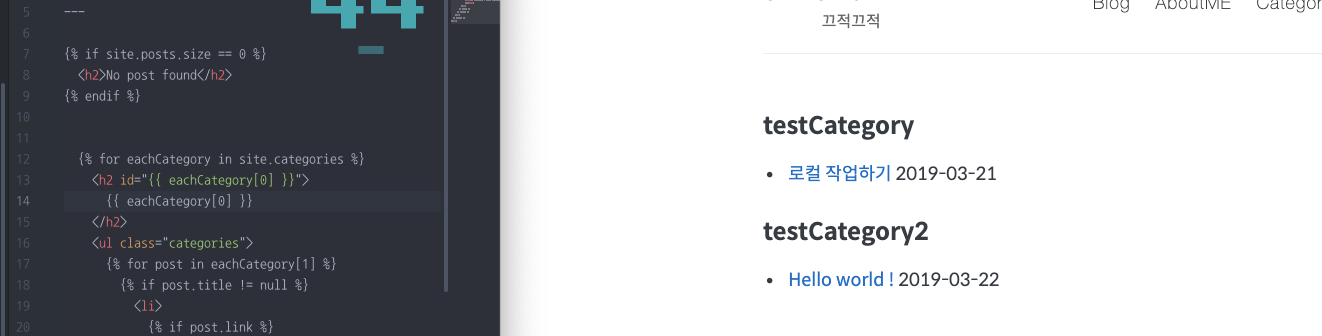 5 ---
6
7 {% if site.posts.size == 0 %}
8 <h2>No post found</h2>
9 {% endif %}
10
11
12 {% for eachCategory in site.categories %}
13 <h2 id="{{ eachCategory[0] }}">
14 {{ eachCategory[0] }}
15 </h2>
16 <ul class="categories">
17 {% for post in eachCategory[1] %}
18 {% if post.title != null %}
19 <li>
20 {% if post.link %}
44
Blog AboutME
끄적끄적
testCategory
• 로컬 작업하기 2019-03-21
testCategory2
• Hello world ! 2019-03-22